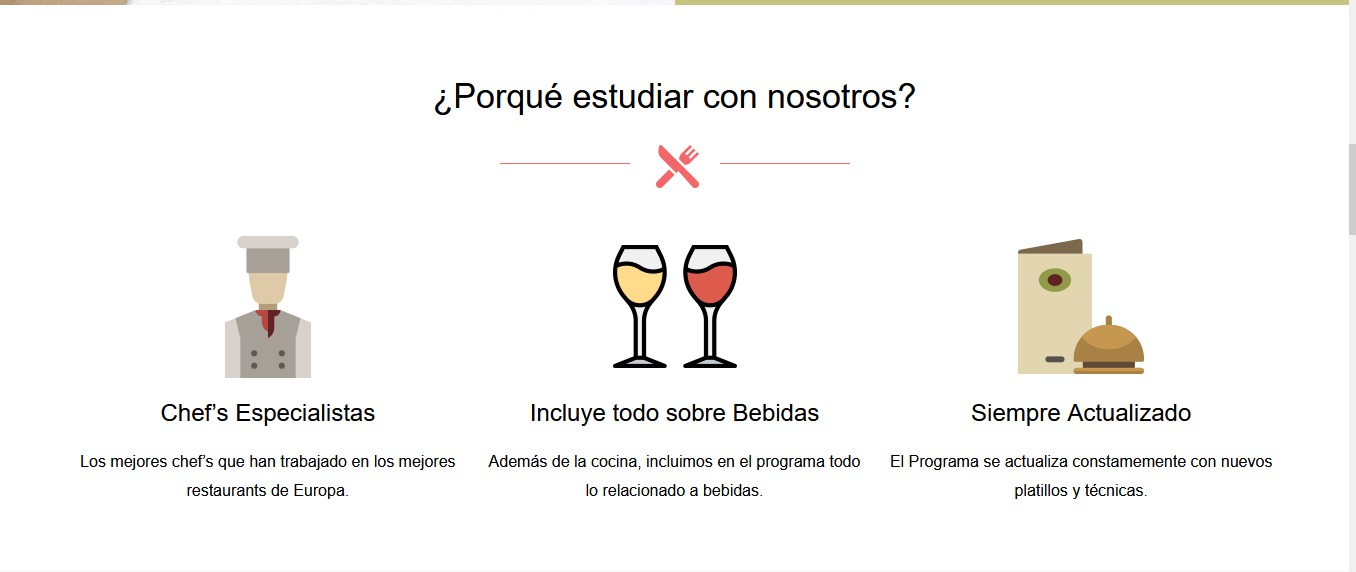 ¿Porqué estudiar con nosotros?
Chef’s Especialistas
Los mejores chef’s que han trabajado en los mejores
restaurants de Europa.
Incluye todo sobre Bebidas
Además de la cocina, incluimos en el programa todo
lo relacionado a bebidas.
Siempre Actualizado
El Programa se actualiza constamemente con nuevos
platillos y técnicas.